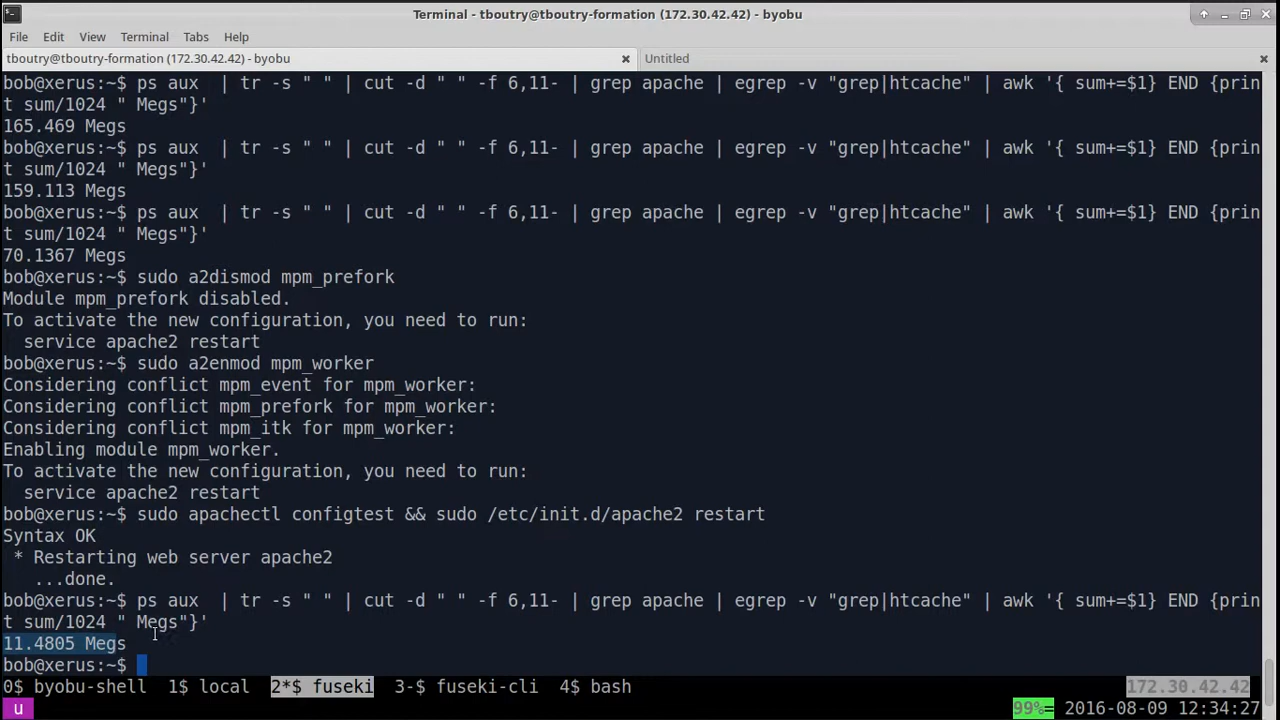 Terminal - tboutry@tboutry-formation (172.30.42.42) - byobu
File Edit View Terminal Tabs Help
tboutry@tboutry-formation (172.30.42.42) - byobu Untitled
bob@xerus:~$ ps aux  | tr -s " " | cut -d " " -f 6,11- | grep apache | egrep -v "grep|htcache" | awk '{ sum+=$1} END {prin
t sum/1024 " Megs"}'
165.469 Megs
bob@xerus:~$ ps aux  | tr -s " " | cut -d " " -f 6,11- | grep apache | egrep -v "grep|htcache" | awk '{ sum+=$1} END {prin
t sum/1024 " Megs"}'
159.113 Megs
bob@xerus:~$ ps aux  | tr -s " " | cut -d " " -f 6,11- | grep apache | egrep -v "grep|htcache" | awk '{ sum+=$1} END {prin
t sum/1024 " Megs"}'
70.1367 Megs
bob@xerus:~$ sudo a2dismod mpm_prefork
Module mpm_prefork disabled.
To activate the new configuration, you need to run:
  service apache2 restart
bob@xerus:~$ sudo a2enmod mpm_worker
Considering conflict mpm_event for mpm_worker:
Considering conflict mpm_prefork for mpm_worker:
Considering conflict mpm_itk for mpm_worker:
Enabling module mpm_worker.
To activate the new configuration, you need to run:
  service apache2 restart
bob@xerus:~$ sudo apachectl configtest && sudo /etc/init.d/apache2 restart
Syntax OK
 * Restarting web server apache2
   ...done.
bob@xerus:~$ ps aux  | tr -s " " | cut -d " " -f 6,11- | grep apache | egrep -v "grep|htcache" | awk '{ sum+=$1} END {prin
t sum/1024 " Megs"}'
11.4805 Megs
bob@xerus:~$
0$ byobu-shell  1$ local  2*$ fuseki  3-$ fuseki-cli  4$ bash 172.30.42.42
u 99%= 2016-08-09 12:34:27